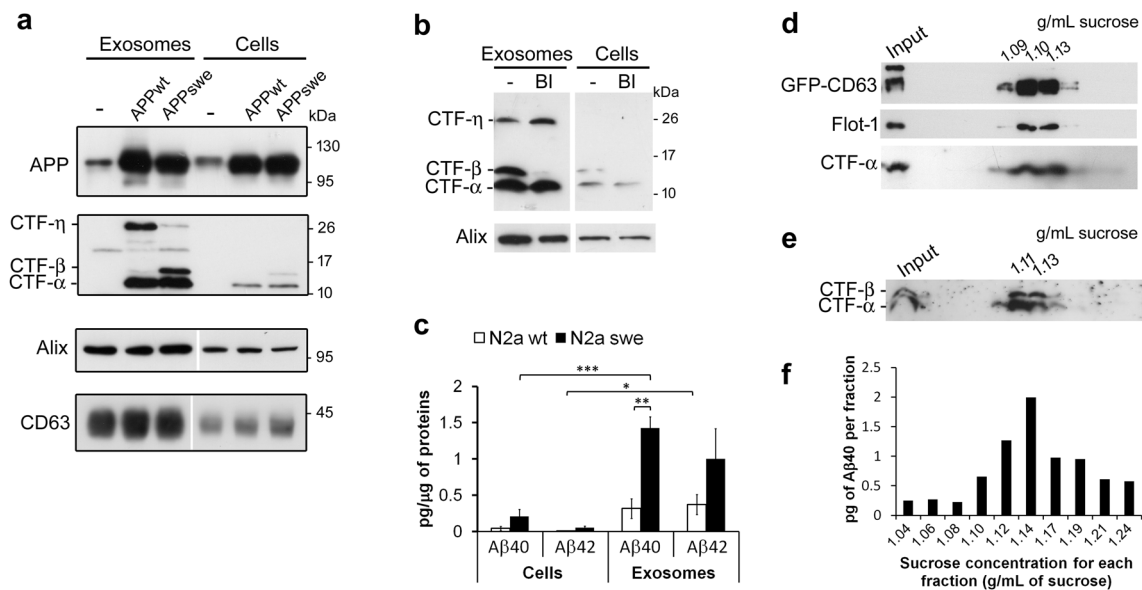 a
Exosomes Cells
- APPwt APPswe - APPwt APPswe
kDa
APP
130
95
CTF-η
26
CTF-β
17
CTF-α
10
Alix
95
CD63
45
b
Exosomes Cells
- BI - BI
kDa
CTF-η
26
CTF-β
17
CTF-α
10
Alix
c
N2a wt N2a swe
pg/µg of proteins
2
1.5
1
0.5
0
***
*
**
Aβ40 Aβ42 Aβ40 Aβ42
Cells Exosomes
d
g/mL sucrose
Input 1.09 1.10 1.13
GFP-CD63
Flot-1
CTF-α
e
g/mL sucrose
Input 1.11 1.13
CTF-β
CTF-α
f
pg of Aβ40 per fraction
2.5
2
1.5
1
0.5
0
1.04 1.06 1.08 1.10 1.12 1.14 1.17 1.19 1.21 1.24
Sucrose concentration for each
fraction (g/mL of sucrose)